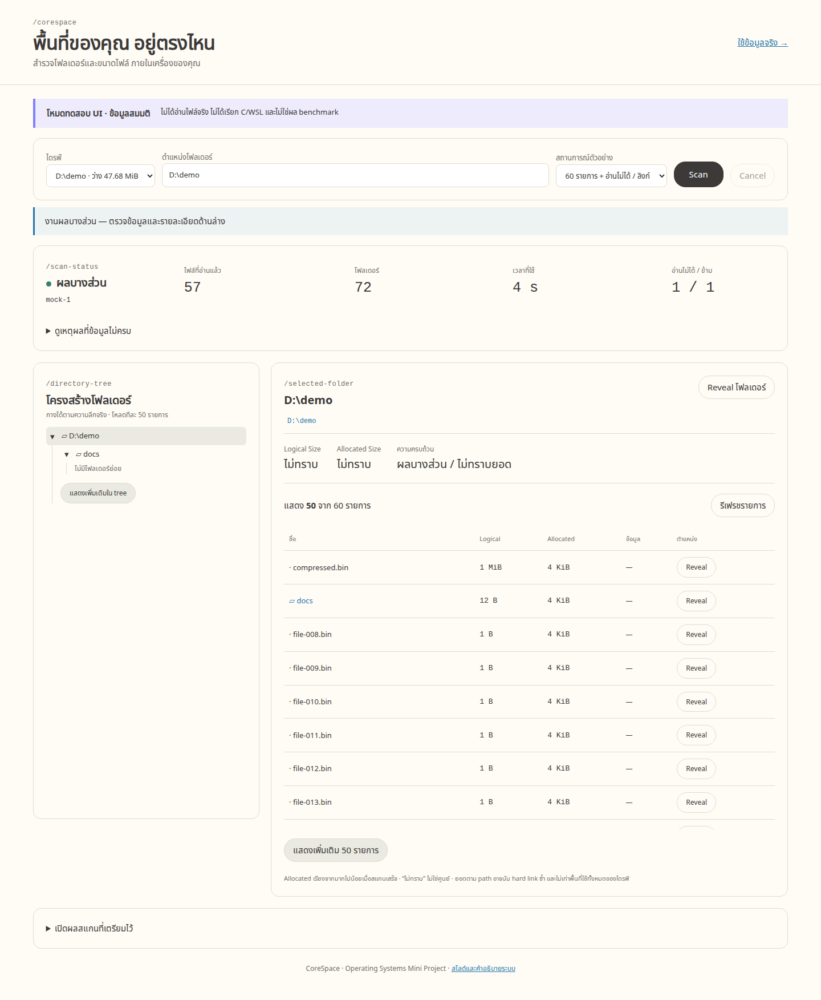 /corespace
พื้นที่ของคุณ อยู่ตรงไหน
สำรวจโฟลเดอร์และขนาดไฟล์ ภายในเครื่องของคุณ
ใช้ข้อมูลจริง →
โหมดทดสอบ UI · ข้อมูลสมมติ ไม่ได้อ่านไฟล์จริง ไม่ได้เรียก C/WSL และไม่ใช่ผล benchmark
ไดรฟ์
D:\demo · ว่าง 47.68 MiB
ตำแหน่งโฟลเดอร์
D:\demo
สถานการณ์ตัวอย่าง
60 รายการ + อ่านไม่ได้ / ลิงก์
Scan
Cancel
งานผลบางส่วน — ตรวจข้อมูลและรายละเอียดด้านล่าง
/scan-status
ผลบางส่วน
mock-1
ไฟล์ที่อ่านแล้ว
57
โฟลเดอร์
72
เวลาที่ใช้
4 s
อ่านไม่ได้ / ข้าม
1 / 1
▶ ดูเหตุผลที่ข้อมูลไม่ครบ
/directory-tree
โครงสร้างโฟลเดอร์
กางได้ตามความลึกจริง · โหลดทีละ 50 รายการ
▼ ▱ D:\demo
▼ ▱ docs
ไม่มีโฟลเดอร์ย่อย
แสดงเพิ่มเติมใน tree
/selected-folder
D:\demo
D:\demo
Reveal โฟลเดอร์
Logical Size
ไม่ทราบ
Allocated Size
ไม่ทราบ
ความครบถ้วน
ผลบางส่วน / ไม่ทราบยอด
แสดง 50 จาก 60 รายการ
รีเฟรชรายการ
ชื่อ Logical Allocated ข้อมูล ตำแหน่ง
· compressed.bin 1 MiB 4 KiB — Reveal
▱ docs 12 B 4 KiB — Reveal
· file-008.bin 1 B 4 KiB — Reveal
· file-009.bin 1 B 4 KiB — Reveal
· file-010.bin 1 B 4 KiB — Reveal
· file-011.bin 1 B 4 KiB — Reveal
· file-012.bin 1 B 4 KiB — Reveal
· file-013.bin 1 B 4 KiB — Reveal
แสดงเพิ่มเติม 50 รายการ
Allocated เรียงจากมากไปน้อยเมื่อสแกนเสร็จ · “ไม่ทราบ” ไม่ใช่ศูนย์ · ยอดตาม path อาจนับ hard link ซ้ำ และไม่เท่าพื้นที่ใช้ทั้งหมดของไดรฟ์
▶ เปิดผลสแกนที่เตรียมไว้
CoreSpace · Operating Systems Mini Project · สไลด์และคำอธิบายระบบ